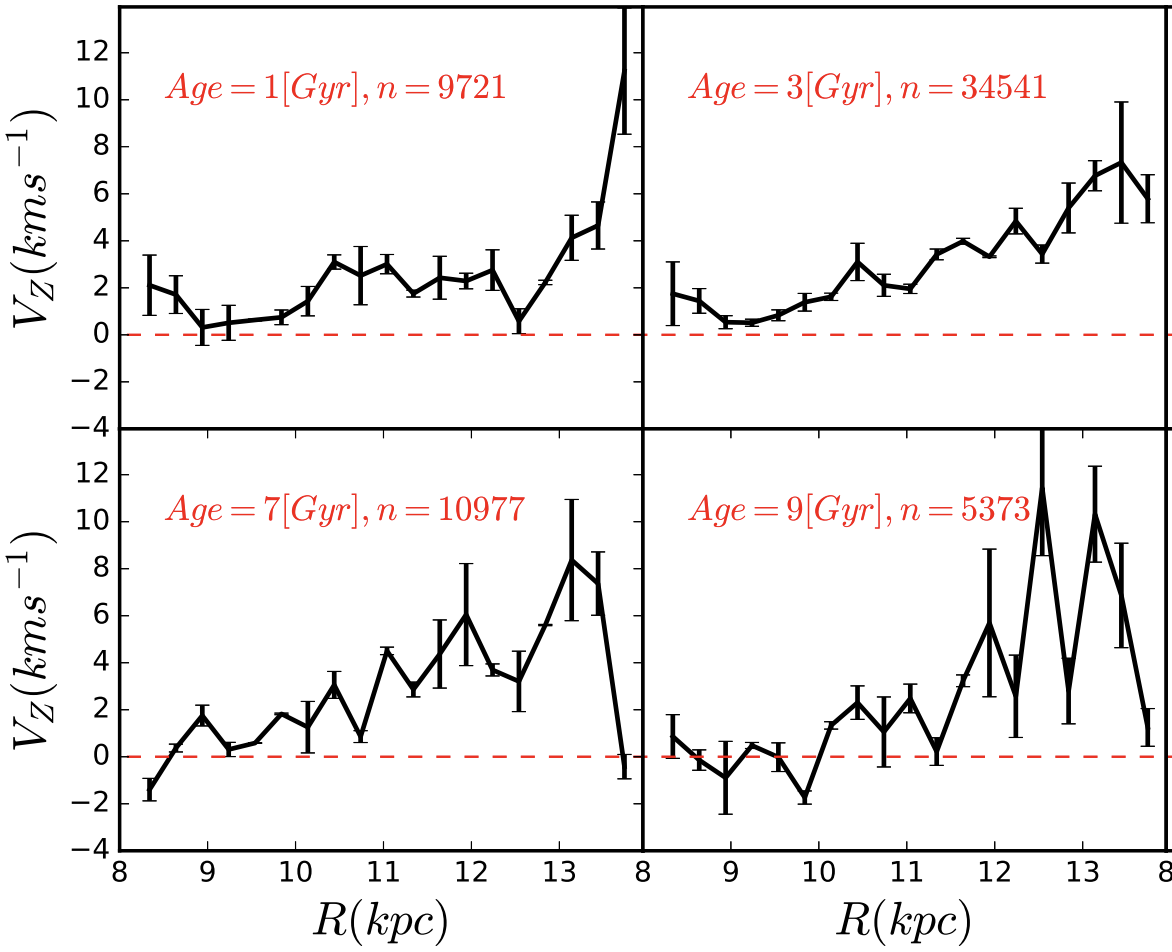 12
10
8
6
4
2
0
−2
−4
V_Z(kms^{−1})
Age = 1[Gyr], n = 9721
Age = 3[Gyr], n = 34541
12
10
8
6
4
2
0
−2
−4
V_Z(kms^{−1})
Age = 7[Gyr], n = 10977
Age = 9[Gyr], n = 5373
8 9 10 11 12 13 8 9 10 11 12 13 8
R(kpc) R(kpc)